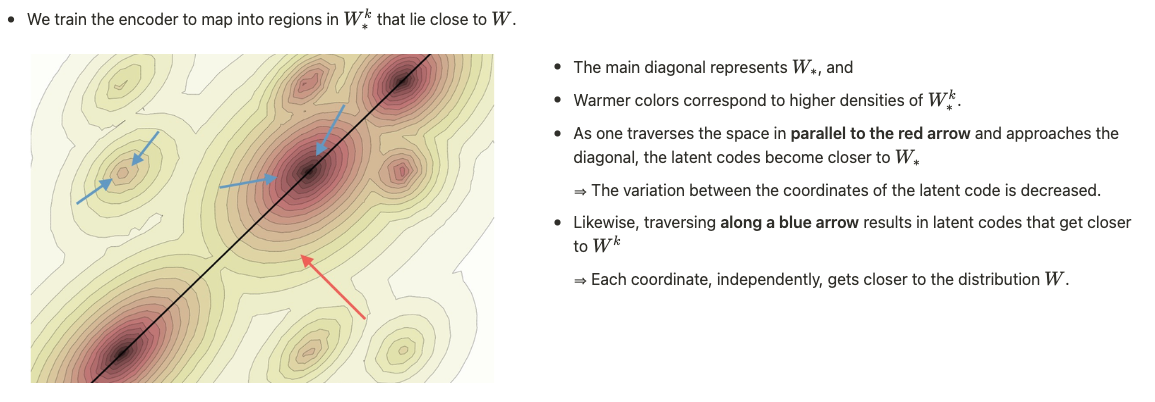 • We train the encoder to map into regions in $W_*^k$ that lie close to $W$.
• The main diagonal represents $W_*$, and
• Warmer colors correspond to higher densities of $W_*^k$.
• As one traverses the space in parallel to the red arrow and approaches the
diagonal, the latent codes become closer to $W_*$
⇒ The variation between the coordinates of the latent code is decreased.
• Likewise, traversing along a blue arrow results in latent codes that get closer
to $W^k$
⇒ Each coordinate, independently, gets closer to the distribution $W$.